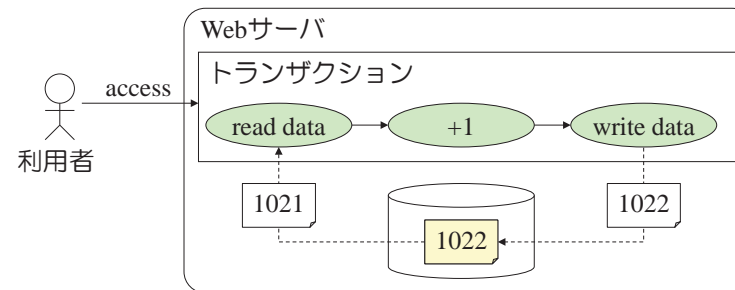 Webサーバ
トランザクション
access
read data
+1
write data
利用者
1021
1022
1022